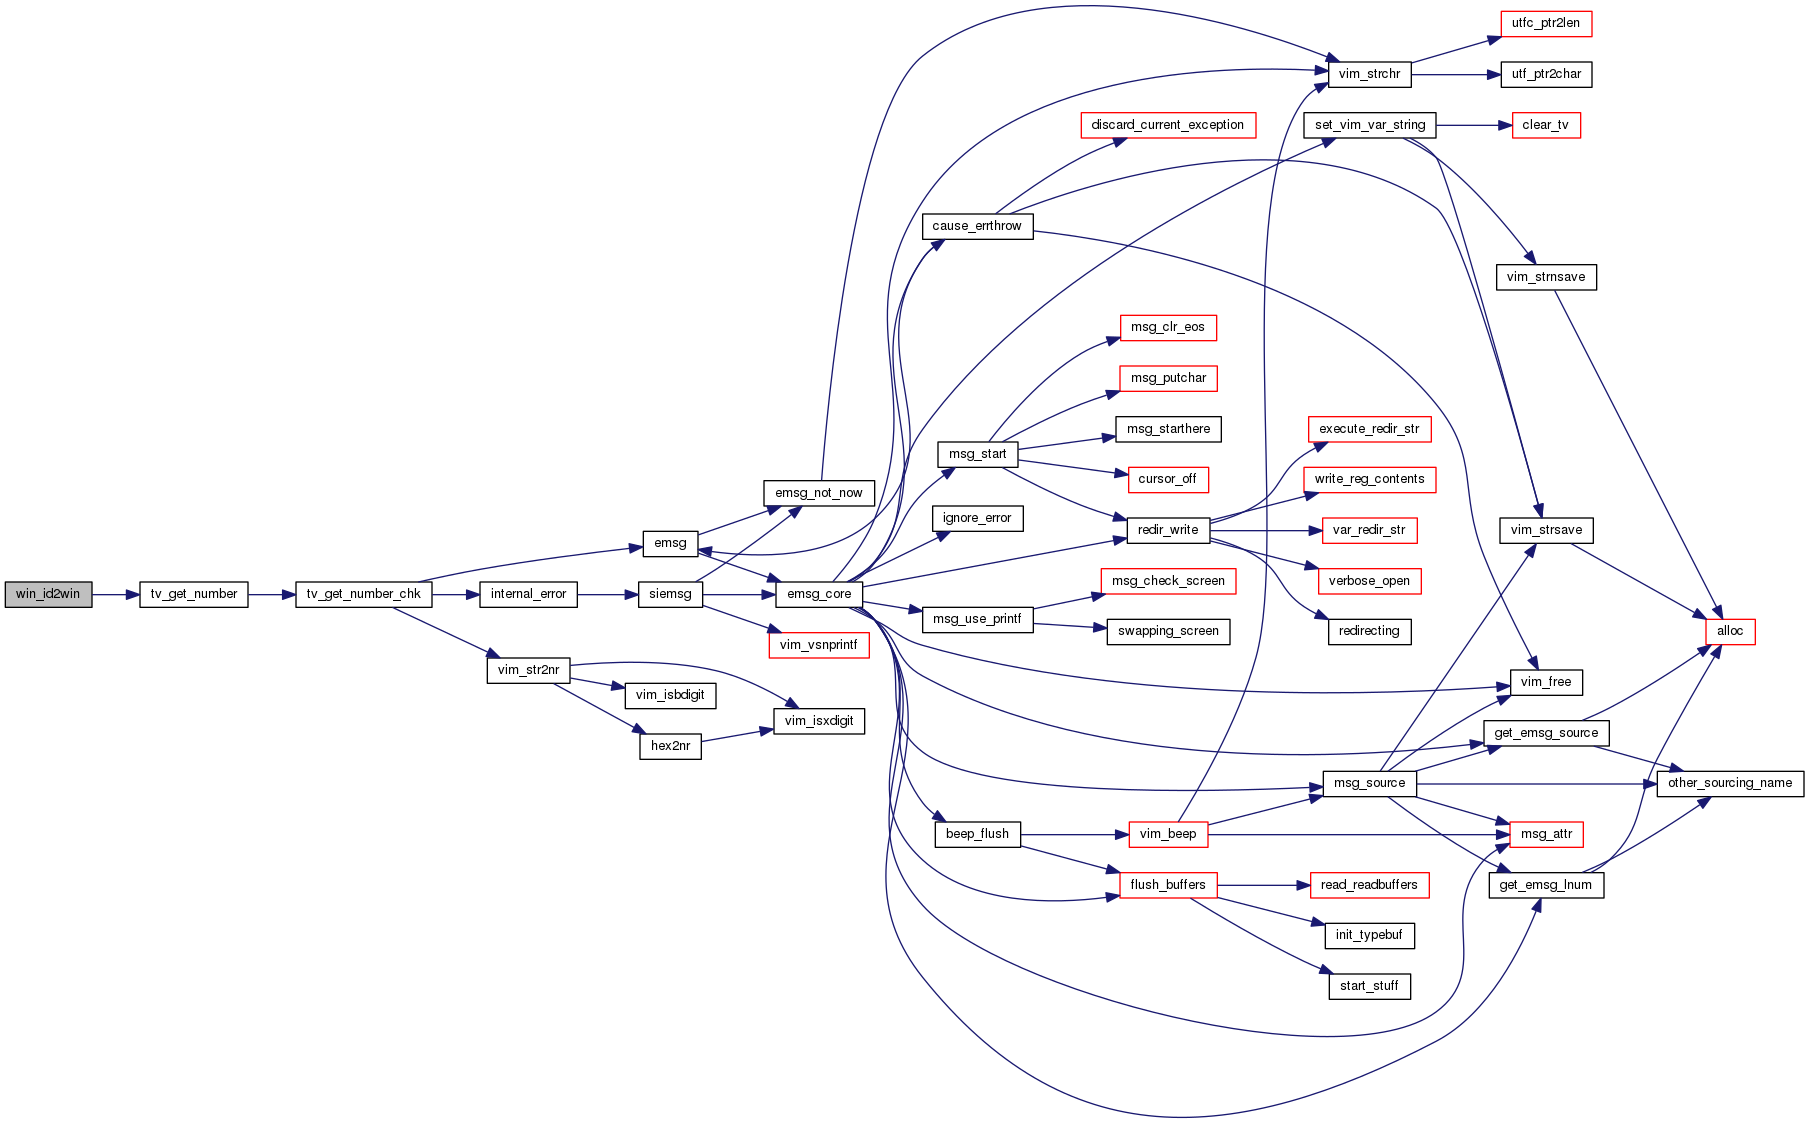 utfc_ptr2len
vim_strchr
utf_ptr2char
discard_current_exception
set_vim_var_string
clear_tv
cause_errthrow
vim_strnsave
msg_clr_eos
msg_putchar
msg_starthere
execute_redir_str
msg_start
cursor_off
write_reg_contents
emsg_not_now
ignore_error
redir_write
var_redir_str
vim_strsave
emsg
win_id2win
tv_get_number
tv_get_number_chk
internal_error
siemsg
emsg_core
msg_check_screen
verbose_open
msg_use_printf
swapping_screen
redirecting
alloc
vim_vsnprintf
vim_str2nr
vim_isbdigit
vim_free
vim_isxdigit
hex2nr
get_emsg_source
msg_source
other_sourcing_name
beep_flush
vim_beep
msg_attr
flush_buffers
read_readbuffers
get_emsg_lnum
init_typebuf
start_stuff